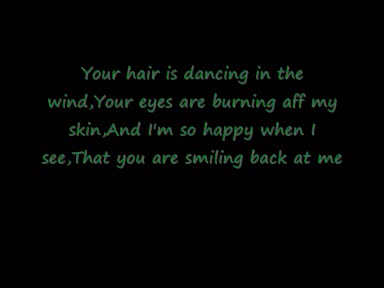 Your hair is dancing in the
wind,Your eyes are burning aff my
skin,And I'm so happy when I
see,That you are smiling back at me